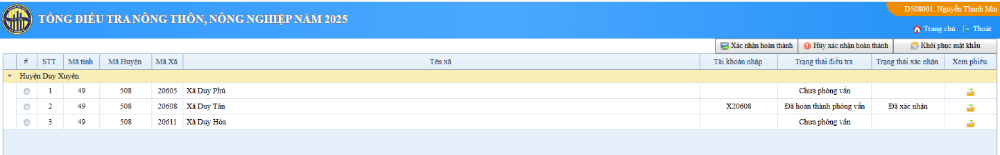 D508001. Nguyễn Thanh Mai
TỔNG ĐIỀU TRA NÔNG THÔN, NÔNG NGHIỆP NĂM 2025
Trang chủ Thoát
Xác nhận hoàn thành Hủy xác nhận hoàn thành Khôi phục mật khẩu
# STT Mã tỉnh Mã Huyện Mã Xã Tên xã Tài khoản nhập Trạng thái điều tra Trạng thái xác nhận Xem phiếu
Huyện Duy Xuyên
1 49 508 20605 Xã Duy Phú Chưa phỏng vấn
2 49 508 20608 Xã Duy Tân X20608 Đã hoàn thành phỏng vấn Đã xác nhận
3 49 508 20611 Xã Duy Hòa Chưa phỏng vấn